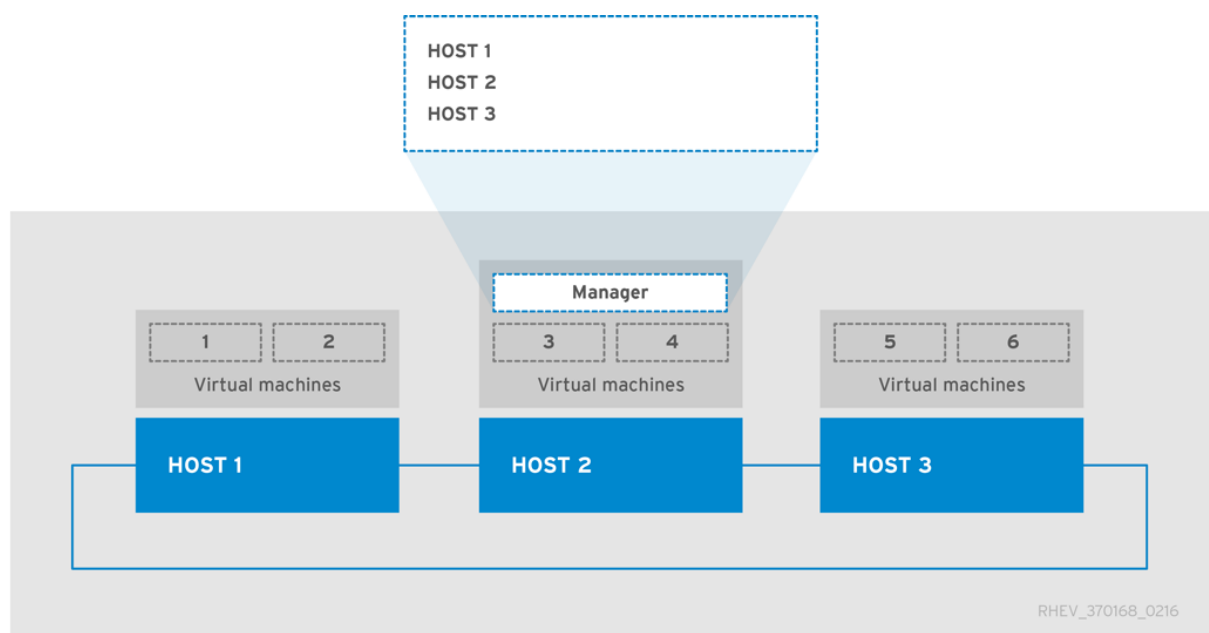 HOST 1
HOST 2
HOST 3
Manager
1 2 3 4 5 6
Virtual machines Virtual machines Virtual machines
HOST 1 HOST 2 HOST 3
RHEV_370168_0216